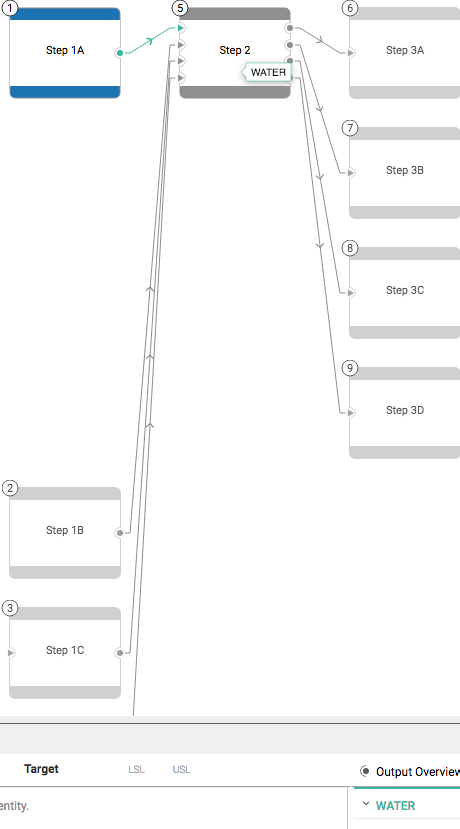 1
Step 1A
5
Step 2
WATER
6
Step 3A
7
Step 3B
8
Step 3C
9
Step 3D
2
Step 1B
3
Step 1C
Target LSL USL
Output Overview
entity.
WATER